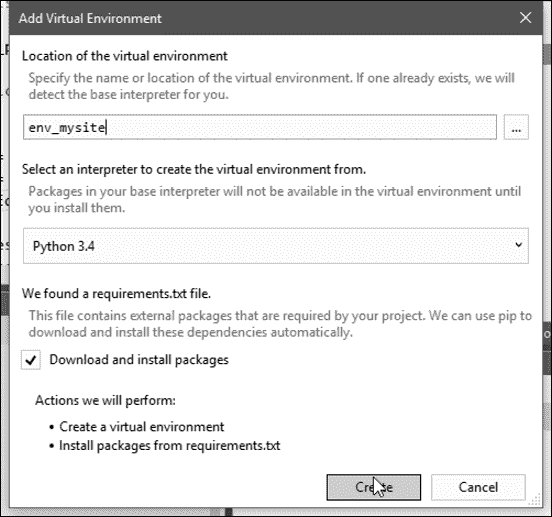 Add Virtual Environment
Location of the virtual environment
Specify the name or location of the virtual environment. If one already exists, we will
detect the base interpreter for you.
env_mysite
...
Select an interpreter to create the virtual environment from.
Packages in your base interpreter will not be available in the virtual environment until
you install them.
Python 3.4
We found a requirements.txt file.
This file contains external packages that are required by your project. We can use pip to
download and install these dependencies automatically.
Download and install packages
Actions we will perform:
• Create a virtual environment
• Install packages from requirements.txt
Create
Cancel